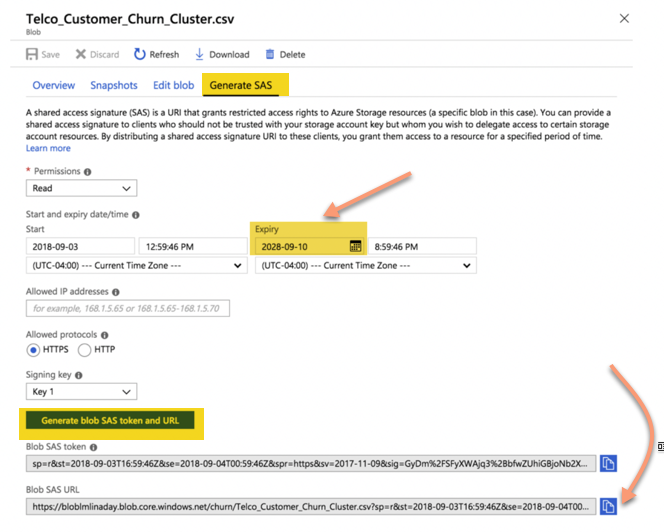 Telco_Customer_Churn_Cluster.csv
Blob
Save Discard Refresh Download Delete
Overview Snapshots Edit blob Generate SAS
A shared access signature (SAS) is a URI that grants restricted access rights to Azure Storage resources (a specific blob in this case). You can provide a
shared access signature to clients who should not be trusted with your storage account key but whom you wish to delegate access to certain storage
account resources. By distributing a shared access signature URI to these clients, you grant them access to a resource for a specified period of time.
Learn more
* Permissions
Read
Start and expiry date/time
Start Expiry
2018-09-03 12:59:46 PM 2028-09-10 8:59:46 PM
(UTC-04:00) --- Current Time Zone --- (UTC-04:00) --- Current Time Zone ---
Allowed IP addresses
for example, 168.1.5.65 or 168.1.5.65-168.1.5.70
Allowed protocols
HTTPS HTTP
Signing key
Key 1
Generate blob SAS token and URL
Blob SAS token
sp=r&st=2018-09-03T16:59:46Z&se=2018-09-04T00:59:46Z&spr=https&sv=2017-11-09&sig=GyDm%2FSFyXWAjq3%2BbfwZUhiGBjoNb2X...
Blob SAS URL
https://bloblmlinaday.blob.core.windows.net/churn/Telco_Customer_Churn_Cluster.csv?sp=r&st=2018-09-03T16:59:46Z&se=2018-09-04T00...